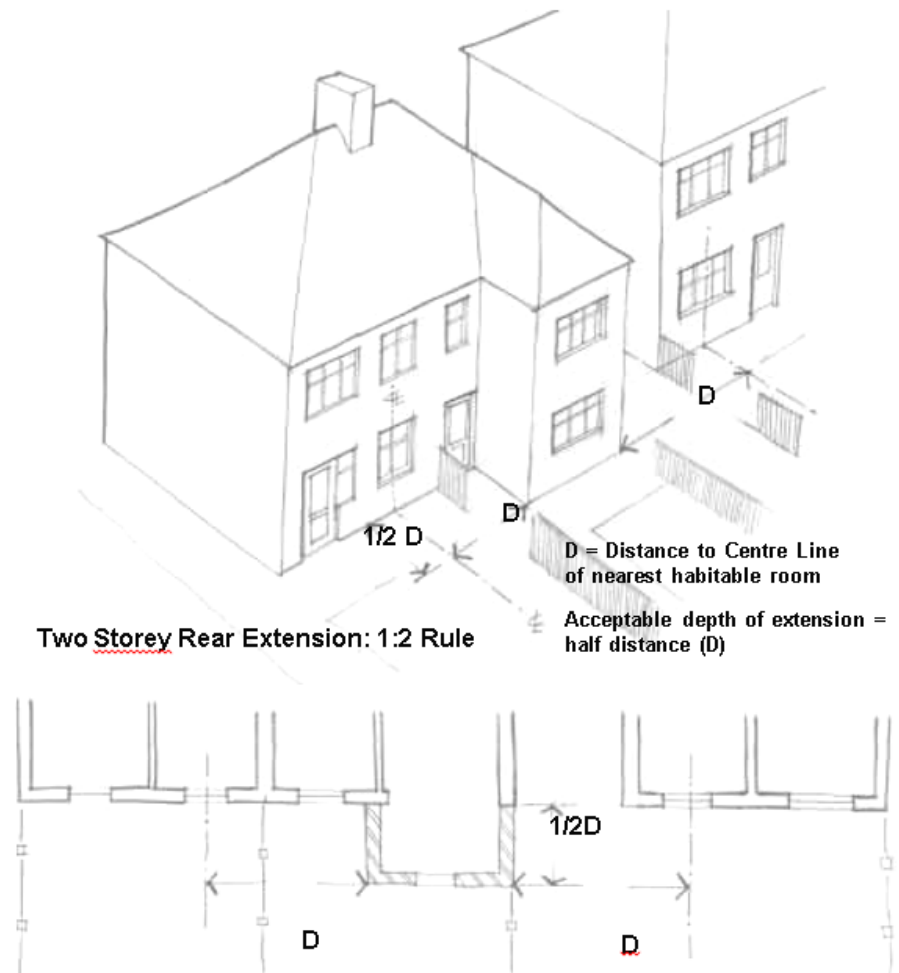 D
D
1/2 D
D = Distance to Centre Line
of nearest habitable room
Acceptable depth of extension =
half distance (D)
Two Storey Rear Extension: 1:2 Rule
1/2D
D
D